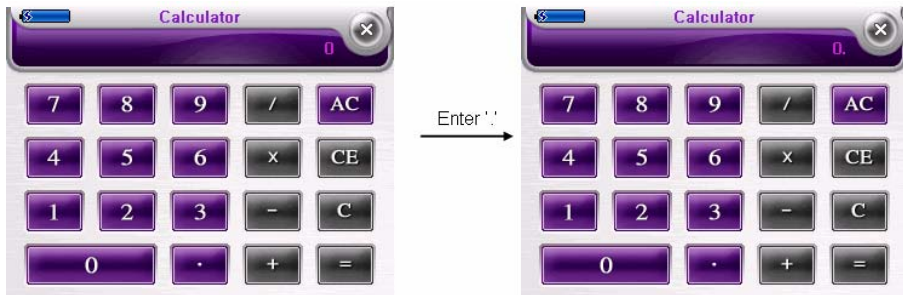 Calculator
0
7 8 9 / AC
4 5 6 x CE
1 2 3 - C
0 . + =
Enter '.'
Calculator
0.
7 8 9 / AC
4 5 6 x CE
1 2 3 - C
0 . + =